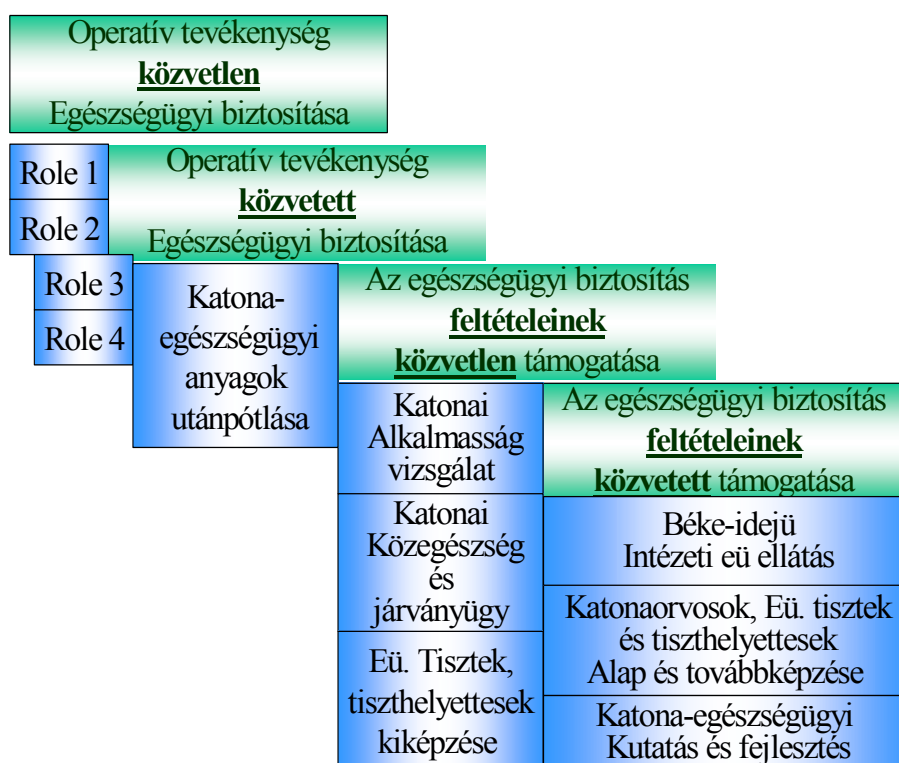 Operatív tevékenység
közvetlen
Egészségügyi biztosítása
Role 1
Role 2
Operatív tevékenység
közvetett
Egészségügyi biztosítása
Role 3
Role 4
Katona-
egészségügyi
anyagok
utánpótlása
Az egészségügyi biztosítás
feltételeinek
közvetlen támogatása
Katonai
Alkalmasság
vizsgálat
Katonai
Közegészség
és
járványügy
Eü. Tisztek,
tiszthelyettesek
kiképzése
Az egészségügyi biztosítás
feltételeinek
közvetett támogatása
Béke-idejü
Intézeti eü ellátás
Katonaorvosok, Eü. tisztek
és tiszthelyettesek
Alap és továbbképzése
Katona-egészségügyi
Kutatás és fejlesztés